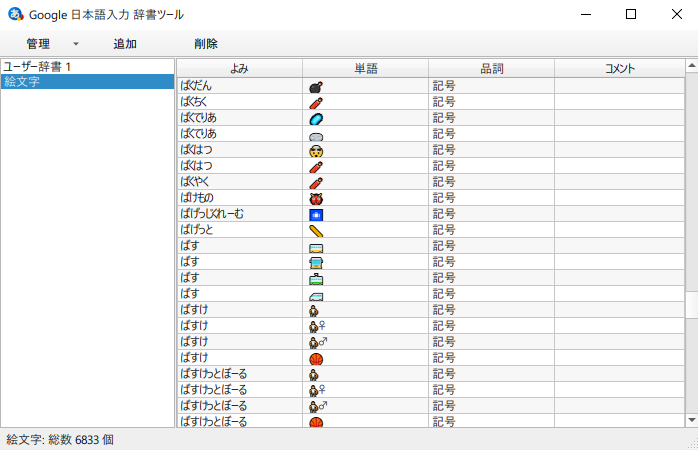 Google 日本語入力 辞書ツール
管理 追加 削除
ユーザー辞書 1
絵文字
よみ 単語 品詞 コメント
ばくだん 💣 記号
ばくちく 🧨 記号
ばくてりあ 記号
ばくてりあ 記号
ばくはつ 🤯 記号
ばくはつ 🧨 記号
ばくやく 🧨 記号
ばけもの 👹 記号
ばげっじふれーむ 記号
ばげっと 🥖 記号
ばす 記号
ばす 記号
ばす 記号
ばす 記号
ばすけ ⛹ 記号
ばすけ ⛹♀ 記号
ばすけ ⛹♂ 記号
ばすけ 🏀 記号
ばすけっとぼーる ⛹ 記号
ばすけっとぼーる ⛹♀ 記号
ばすけっとぼーる ⛹♂ 記号
ばすけっとぼーる 🏀 記号
絵文字: 総数 6833 個